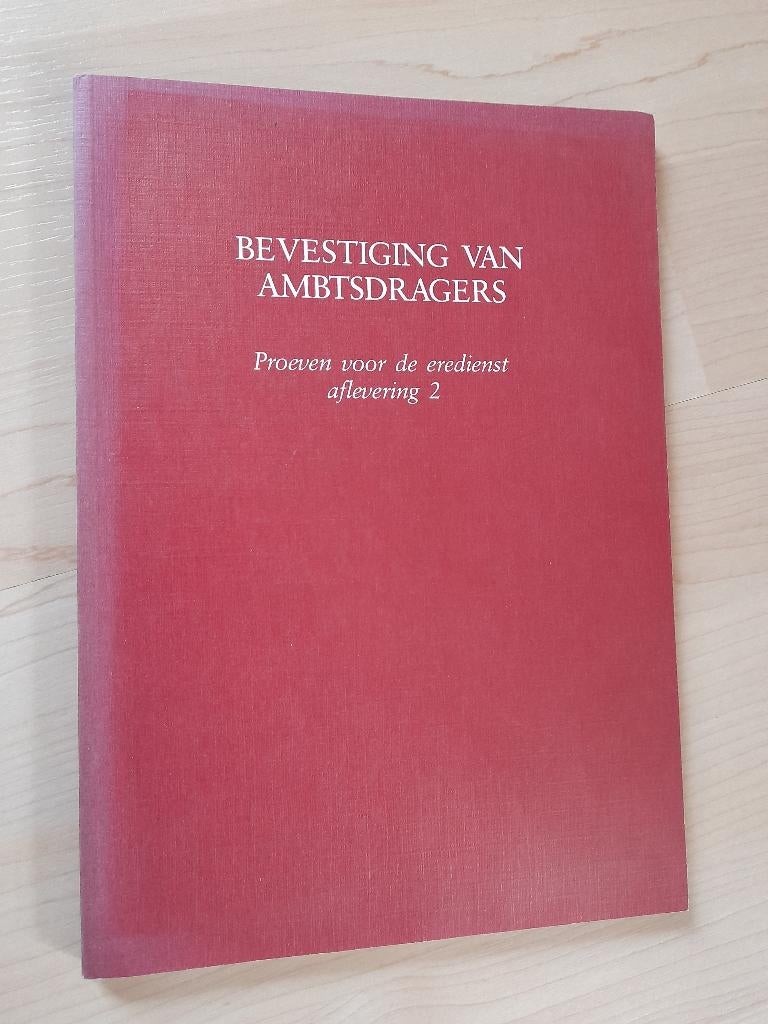 BEVESTIGING VAN
AMBTSDRAGERS
Proeven voor de eredienst
aflevering 2